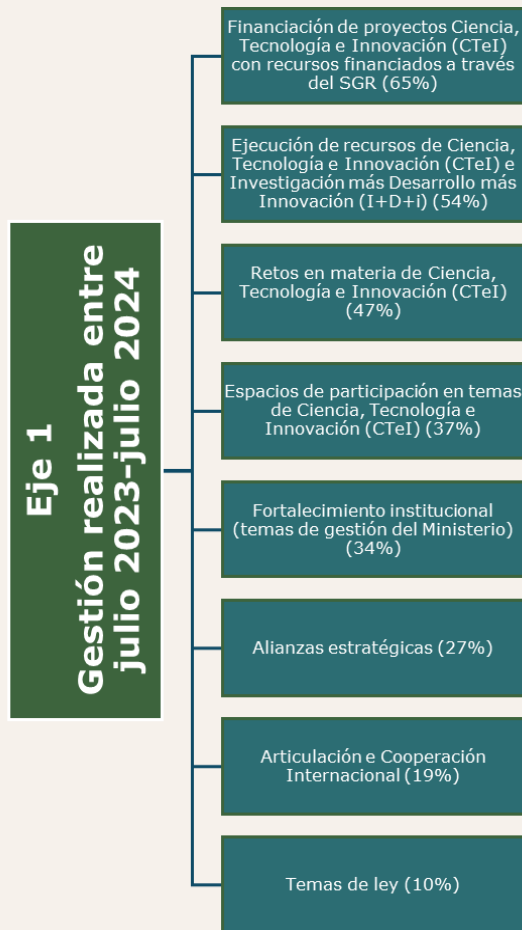 Eje 1
Gestión realizada entre
julio 2023-julio 2024
Financiación de proyectos Ciencia,
Tecnología e Innovación (CTeI)
con recursos financiados a través
del SGR (65%)
Ejecución de recursos de Ciencia,
Tecnología e Innovación (CTeI) e
Investigación más Desarrollo más
Innovación (I+D+i) (54%)
Retos en materia de Ciencia,
Tecnología e Innovación (CTeI)
(47%)
Espacios de participación en temas
de Ciencia, Tecnología e
Innovación (CTeI) (37%)
Fortalecimiento institucional
(temas de gestión del Ministerio)
(34%)
Alianzas estratégicas (27%)
Articulación e Cooperación
Internacional (19%)
Temas de ley (10%)